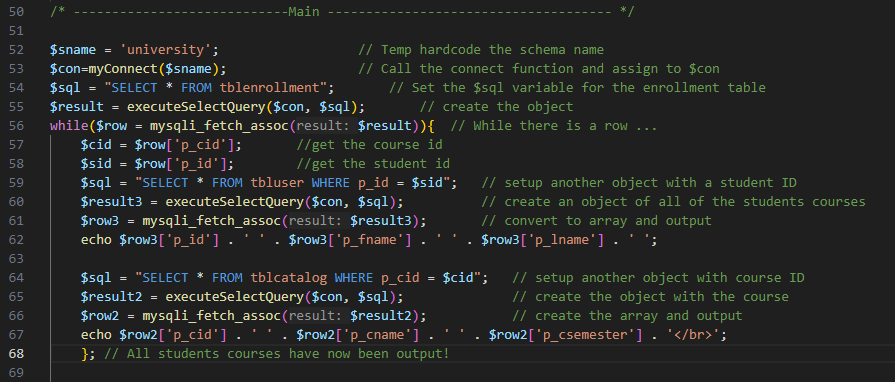 50 /* ----------------------------Main ------------------------------------- */
51
52 $sname = 'university'; // Temp hardcode the schema name
53 $con=myConnect($sname); // Call the connect function and assign to $con
54 $sql = "SELECT * FROM tblenrollment"; // Set the $sql variable for the enrollment table
55 $result = executeSelectQuery($con, $sql); // create the object
56 while($row = mysqli_fetch_assoc(result: $result)){ // While there is a row ...
57 $cid = $row['p_cid']; //get the course id
58 $sid = $row['p_id']; //get the student id
59 $sql = "SELECT * FROM tbluser WHERE p_id = $sid"; // setup another object with a student ID
60 $result3 = executeSelectQuery($con, $sql); // create an object of all of the students courses
61 $row3 = mysqli_fetch_assoc(result: $result3); // convert to array and output
62 echo $row3['p_id'] . ' ' . $row3['p_fname'] . ' ' . $row3['p_lname'] . ' ';
63
64 $sql = "SELECT * FROM tblcatalog WHERE p_cid = $cid"; // setup another object with course ID
65 $result2 = executeSelectQuery($con, $sql); // create the object with the course
66 $row2 = mysqli_fetch_assoc(result: $result2); // create the array and output
67 echo $row2['p_cid'] . ' ' . $row2['p_cname'] . ' ' . $row2['p_csemester'] . '</br>';
68 }; // All students courses have now been output!
69